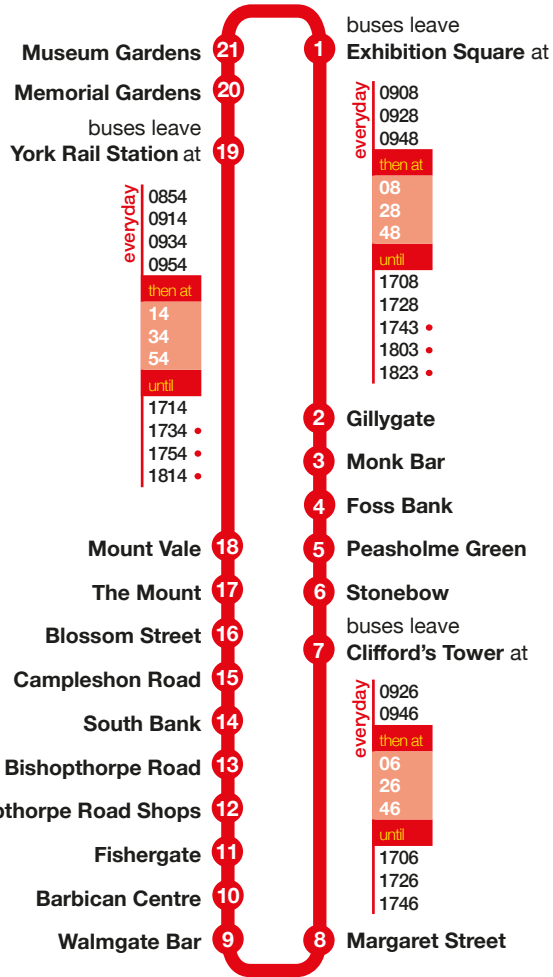 buses leave
1 Exhibition Square at
everyday
0908
0928
0948
then at
08
28
48
until
1708
1728
1743 •
1803 •
1823 •
2 Gillygate
3 Monk Bar
4 Foss Bank
5 Peasholme Green
6 Stonebow
buses leave
7 Clifford's Tower at
everyday
0926
0946
then at
06
26
46
until
1706
1726
1746
8 Margaret Street
Museum Gardens 21
Memorial Gardens 20
buses leave
York Rail Station at 19
everyday
0854
0914
0934
0954
then at
14
34
54
until
1714
1734 •
1754 •
1814 •
Mount Vale 18
The Mount 17
Blossom Street 16
Campleshon Road 15
South Bank 14
Bishopthorpe Road 13
Road Shops 12
Fishergate 11
Barbican Centre 10
Walmgate Bar 9